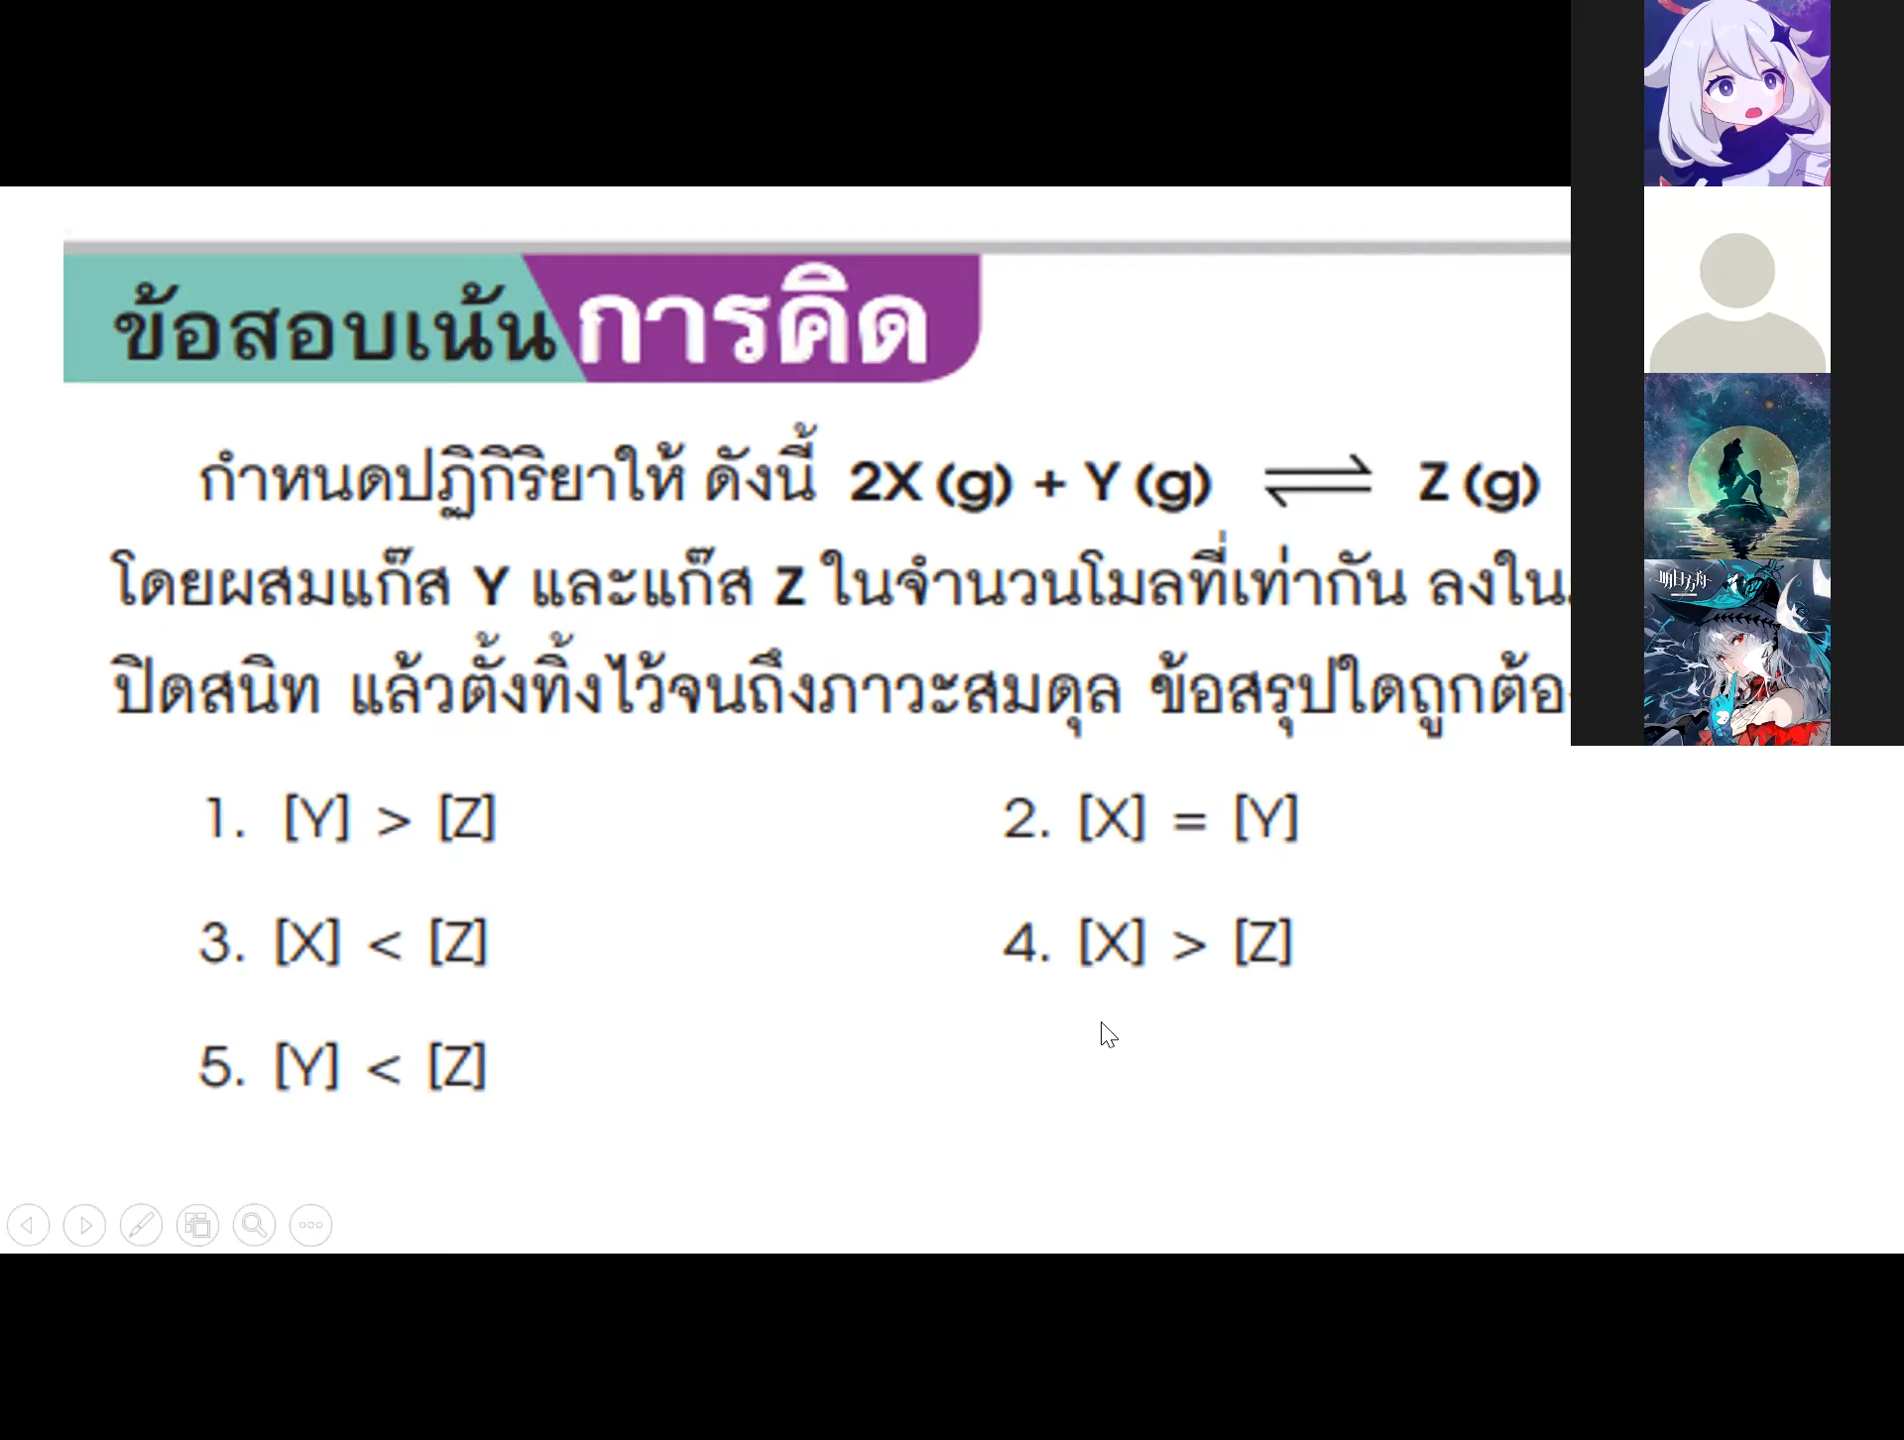 ข้อสอบเน้นการคิด
กำหนดปฏิกิริยาให้ ดังนี้ 2X (g) + Y (g) ⇌ Z (g)
โดยผสมแก๊ส Y และแก๊ส Z ในจำนวนโมลที่เท่ากัน ลงใน
ปิดสนิท แล้วตั้งทิ้งไว้จนถึงภาวะสมดุล ข้อสรุปใดถูกต้อ
1. [Y] > [Z]
2. [X] = [Y]
3. [X] < [Z]
4. [X] > [Z]
5. [Y] < [Z]
明日方舟